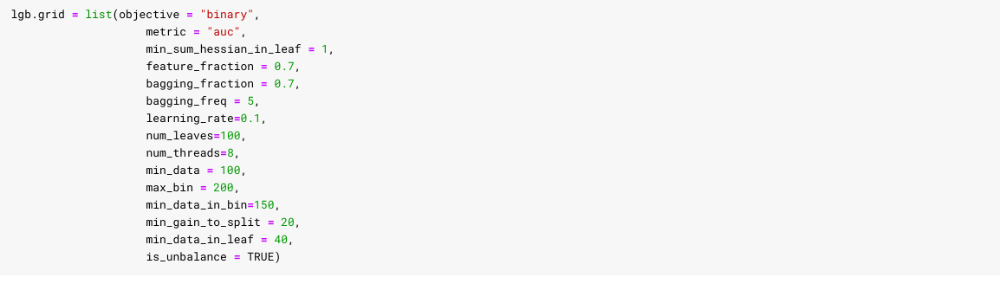 lgb.grid = list(objective = "binary",
metric = "auc",
min_sum_hessian_in_leaf = 1,
feature_fraction = 0.7,
bagging_fraction = 0.7,
bagging_freq = 5,
learning_rate=0.1,
num_leaves=100,
num_threads=8,
min_data = 100,
max_bin = 200,
min_data_in_bin=150,
min_gain_to_split = 20,
min_data_in_leaf = 40,
is_unbalance = TRUE)